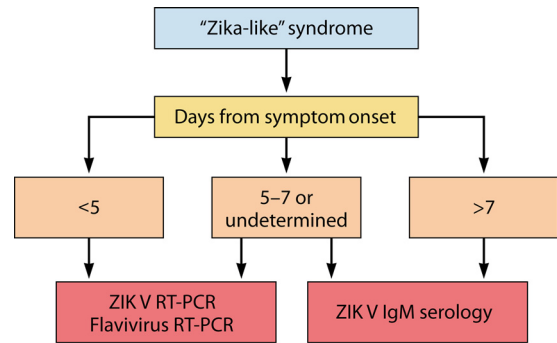 “Zika-like” syndrome
Days from symptom onset
<5
5–7 or
undetermined
>7
ZIK V RT-PCR
Flavivirus RT-PCR
ZIK V IgM serology